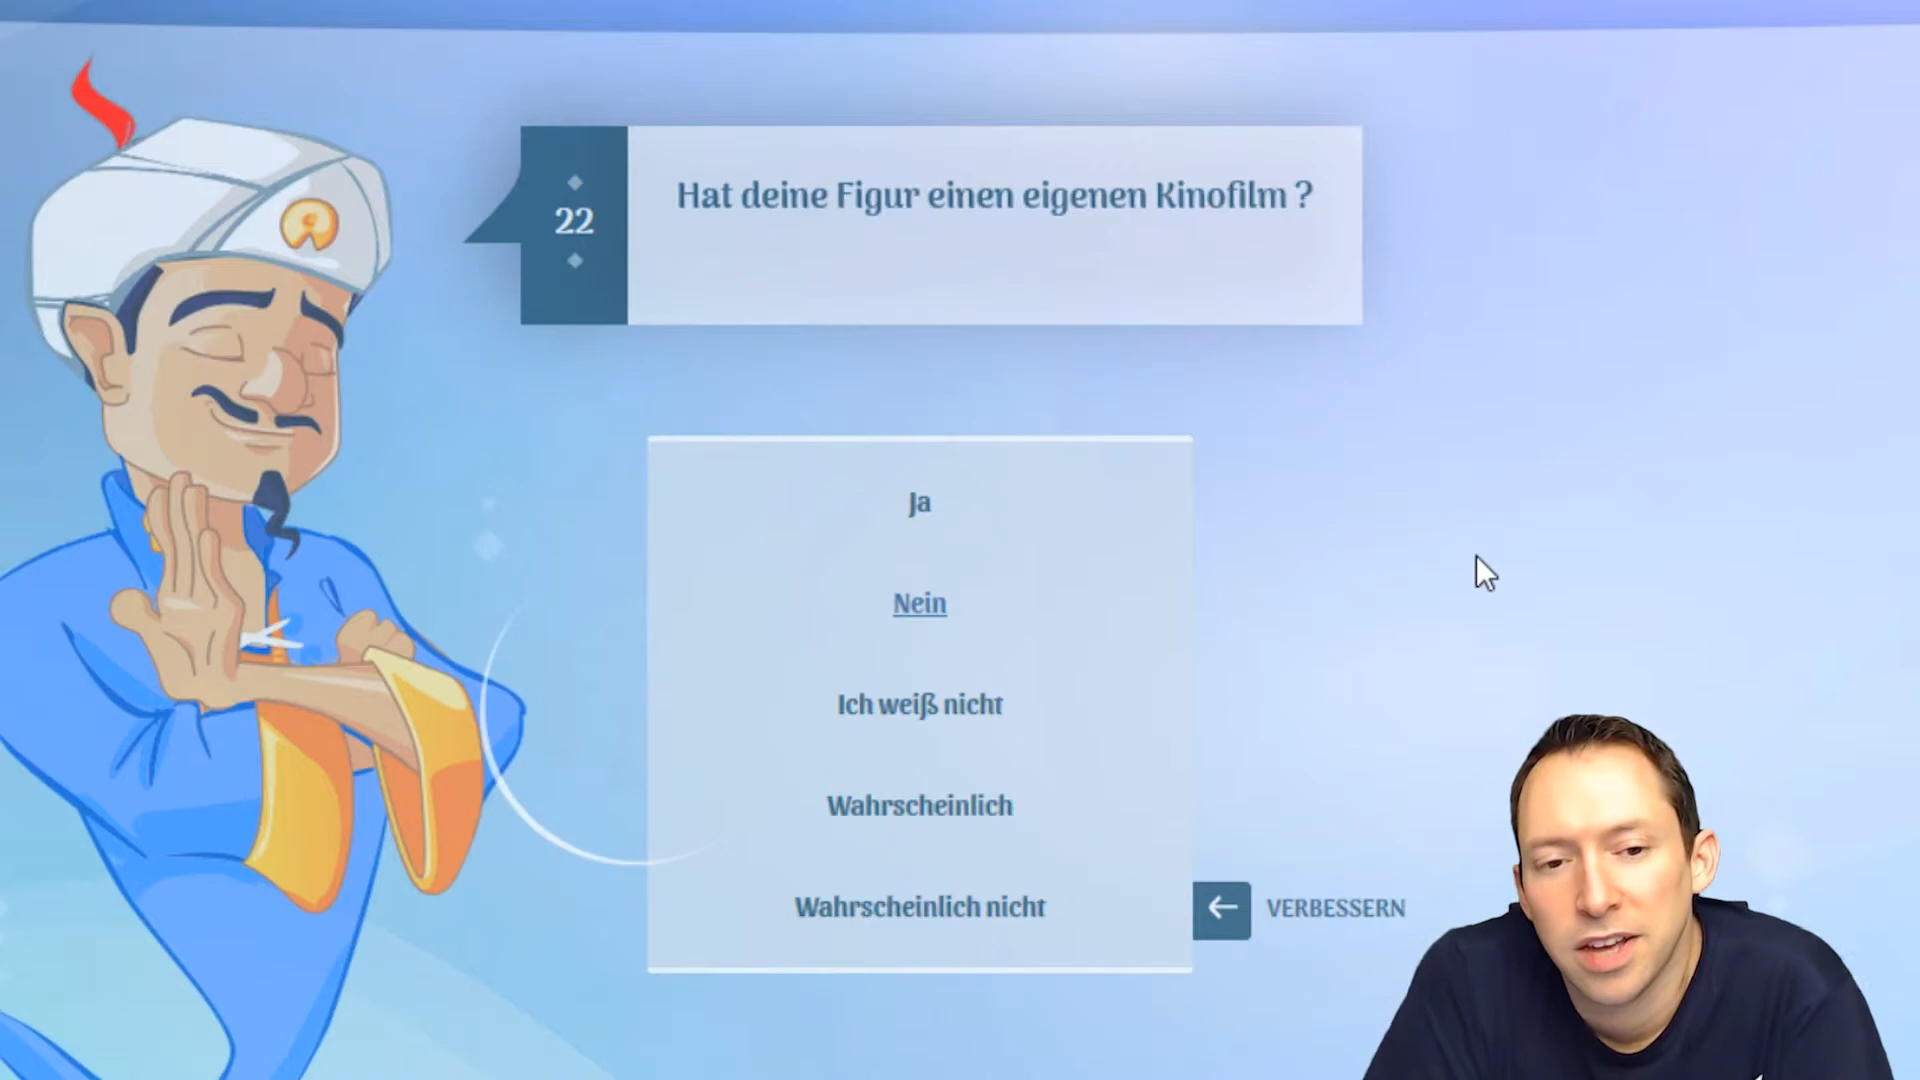 22
Hat deine Figur einen eigenen Kinofilm ?
Ja
Nein
Ich weiß nicht
Wahrscheinlich
Wahrscheinlich nicht
VERBESSERN